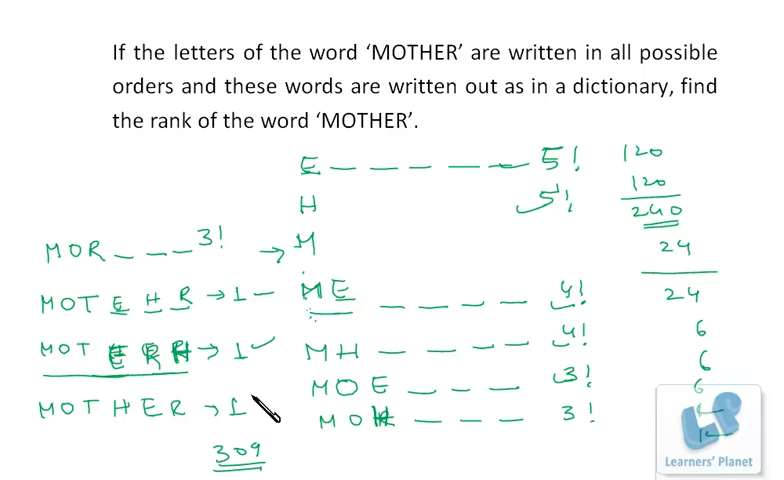 If the letters of the word ‘MOTHER’ are written in all possible
orders and these words are written out as in a dictionary, find
the rank of the word ‘MOTHER’.
E _ _ _ _ _ 5! 120
H 5! 120
240
MOR _ _ _ 3! → M 24
MOT E H R → 1 – ME _ _ _ _ 4! 24
MOT E R H → 1 ✓ MH _ _ _ _ 4! 6
MOE _ _ _ 3! 6
MOTHER → 1 MOH _ _ _ 3! 6
1
1
309
Learners’ Planet